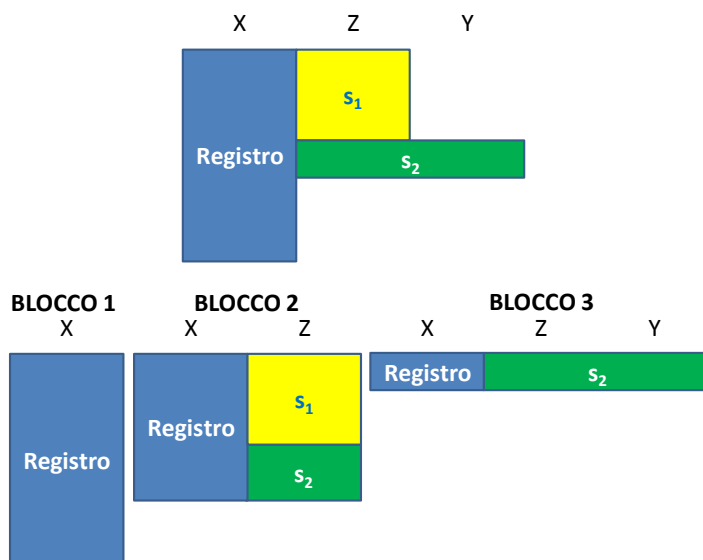 X Z Y
s₁
Registro
s₂
BLOCCO 1 BLOCCO 2 BLOCCO 3
X X Z X Z Y
Registro s₂
s₁
Registro
Registro
s₂